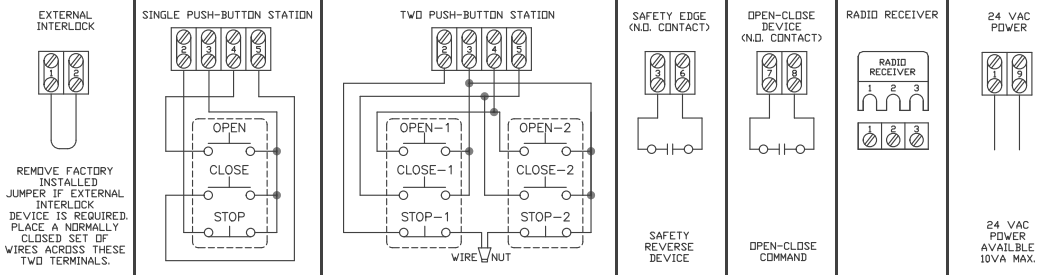 EXTERNAL
INTERLOCK
1 2
REMOVE FACTORY
INSTALLED
JUMPER IF EXTERNAL
INTERLOCK
DEVICE IS REQUIRED.
PLACE A NORMALLY
CLOSED SET OF
WIRES ACROSS THESE
TWO TERMINALS.
SINGLE PUSH-BUTTON STATION
2 3 4 5
OPEN
CLOSE
STOP
TWO PUSH-BUTTON STATION
2 3 4 5
OPEN-1 OPEN-2
CLOSE-1 CLOSE-2
STOP-1 STOP-2
WIRE NUT
SAFETY EDGE
(N.O. CONTACT)
3 6
SAFETY
REVERSE
DEVICE
OPEN-CLOSE
DEVICE
(N.O. CONTACT)
7 8
OPEN-CLOSE
COMMAND
RADIO RECEIVER
RADIO
RECEIVER
1 2 3
1 2 3
24 VAC
POWER
1 9
24 VAC
POWER
AVAILBLE
10VA MAX.